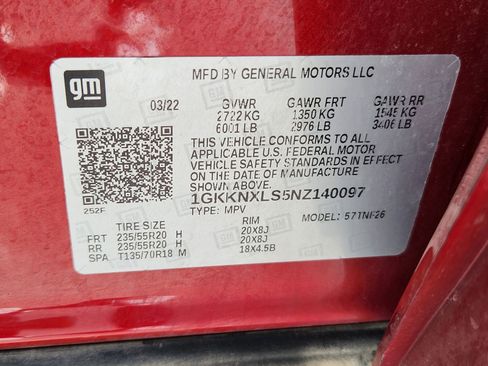 gm
MFD BY GENERAL MOTORS LLC
03/22 GVWR GAWR FRT GAWR RR
2722 KG 1350 KG 1545 KG
6001 LB 2976 LB 3406 LB
THIS VEHICLE CONFORMS TO ALL
APPLICABLE U.S. FEDERAL MOTOR
VEHICLE SAFETY STANDARDS IN EFFECT
ON THE DATE OF MANUFACTURE
SHOWN ABOVE.
1GKKNXLS5NZ140097
252F
TYPE: MPV MODEL:
TIRE SIZE RIM
FRT 235/55R20 H 20X8J
RR 235/55R20 H 20X8J
SPA T135/70R18 M 18X4.5B